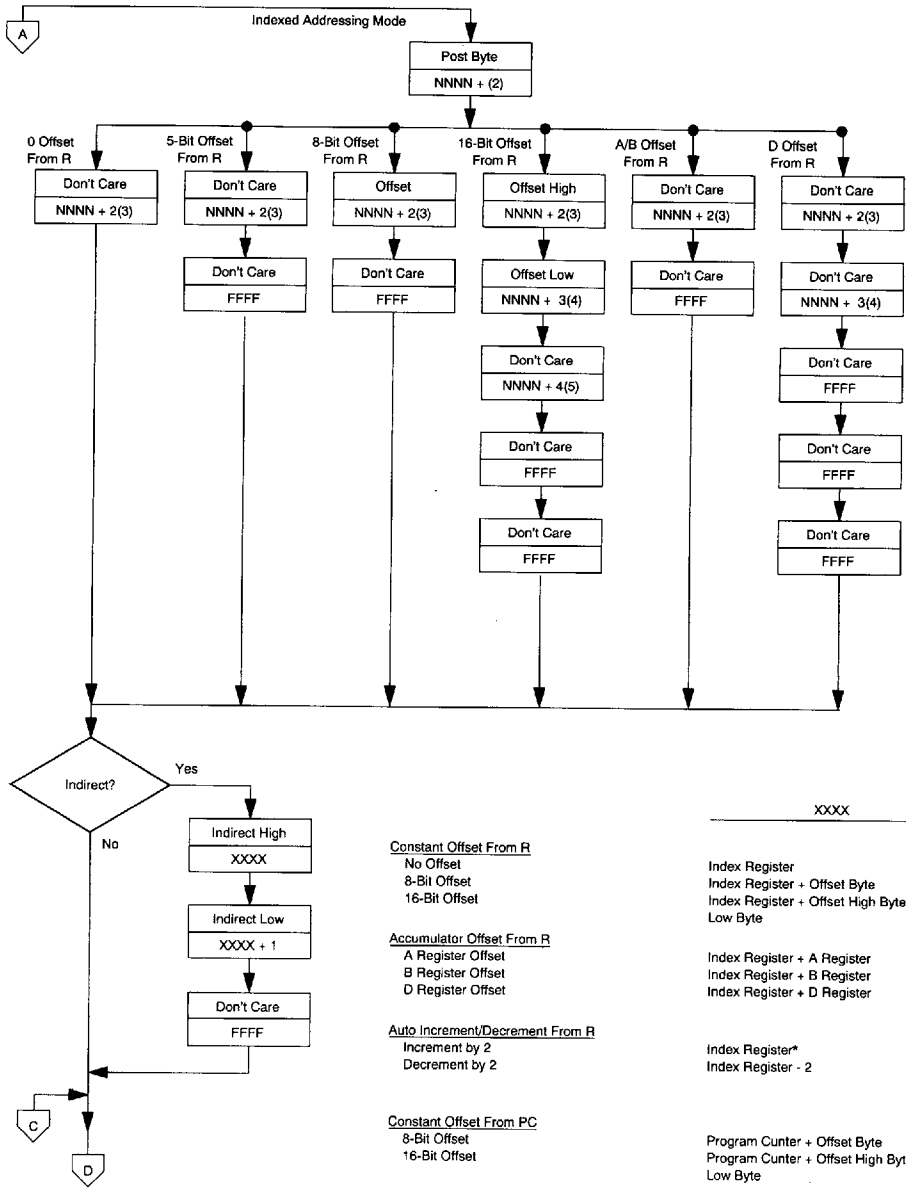 Indexed Addressing Mode
A
Post Byte
NNNN + (2)
0 Offset
From R
5-Bit Offset
From R
8-Bit Offset
From R
16-Bit Offset
From R
A/B Offset
From R
D Offset
From R
Don't Care
NNNN + 2(3)
Don't Care
NNNN + 2(3)
Offset
NNNN + 2(3)
Offset High
NNNN + 2(3)
Don't Care
NNNN + 2(3)
Don't Care
NNNN + 2(3)
Don't Care
FFFF
Don't Care
FFFF
Offset Low
NNNN + 3(4)
Don't Care
FFFF
Don't Care
NNNN + 3(4)
Don't Care
NNNN + 4(5)
Don't Care
FFFF
Don't Care
FFFF
Don't Care
FFFF
Don't Care
FFFF
Don't Care
FFFF
Indirect?
Yes
No
Indirect High
XXXX
Indirect Low
XXXX + 1
Don't Care
FFFF
C
D
XXXX
Constant Offset From R
No Offset Index Register
8-Bit Offset Index Register + Offset Byte
16-Bit Offset Index Register + Offset High Byte
Low Byte
Accumulator Offset From R
A Register Offset Index Register + A Register
B Register Offset Index Register + B Register
D Register Offset Index Register + D Register
Auto Increment/Decrement From R
Increment by 2 Index Register*
Decrement by 2 Index Register - 2
Constant Offset From PC
8-Bit Offset Program Cunter + Offset Byte
16-Bit Offset Program Cunter + Offset High Byt
Low Byte